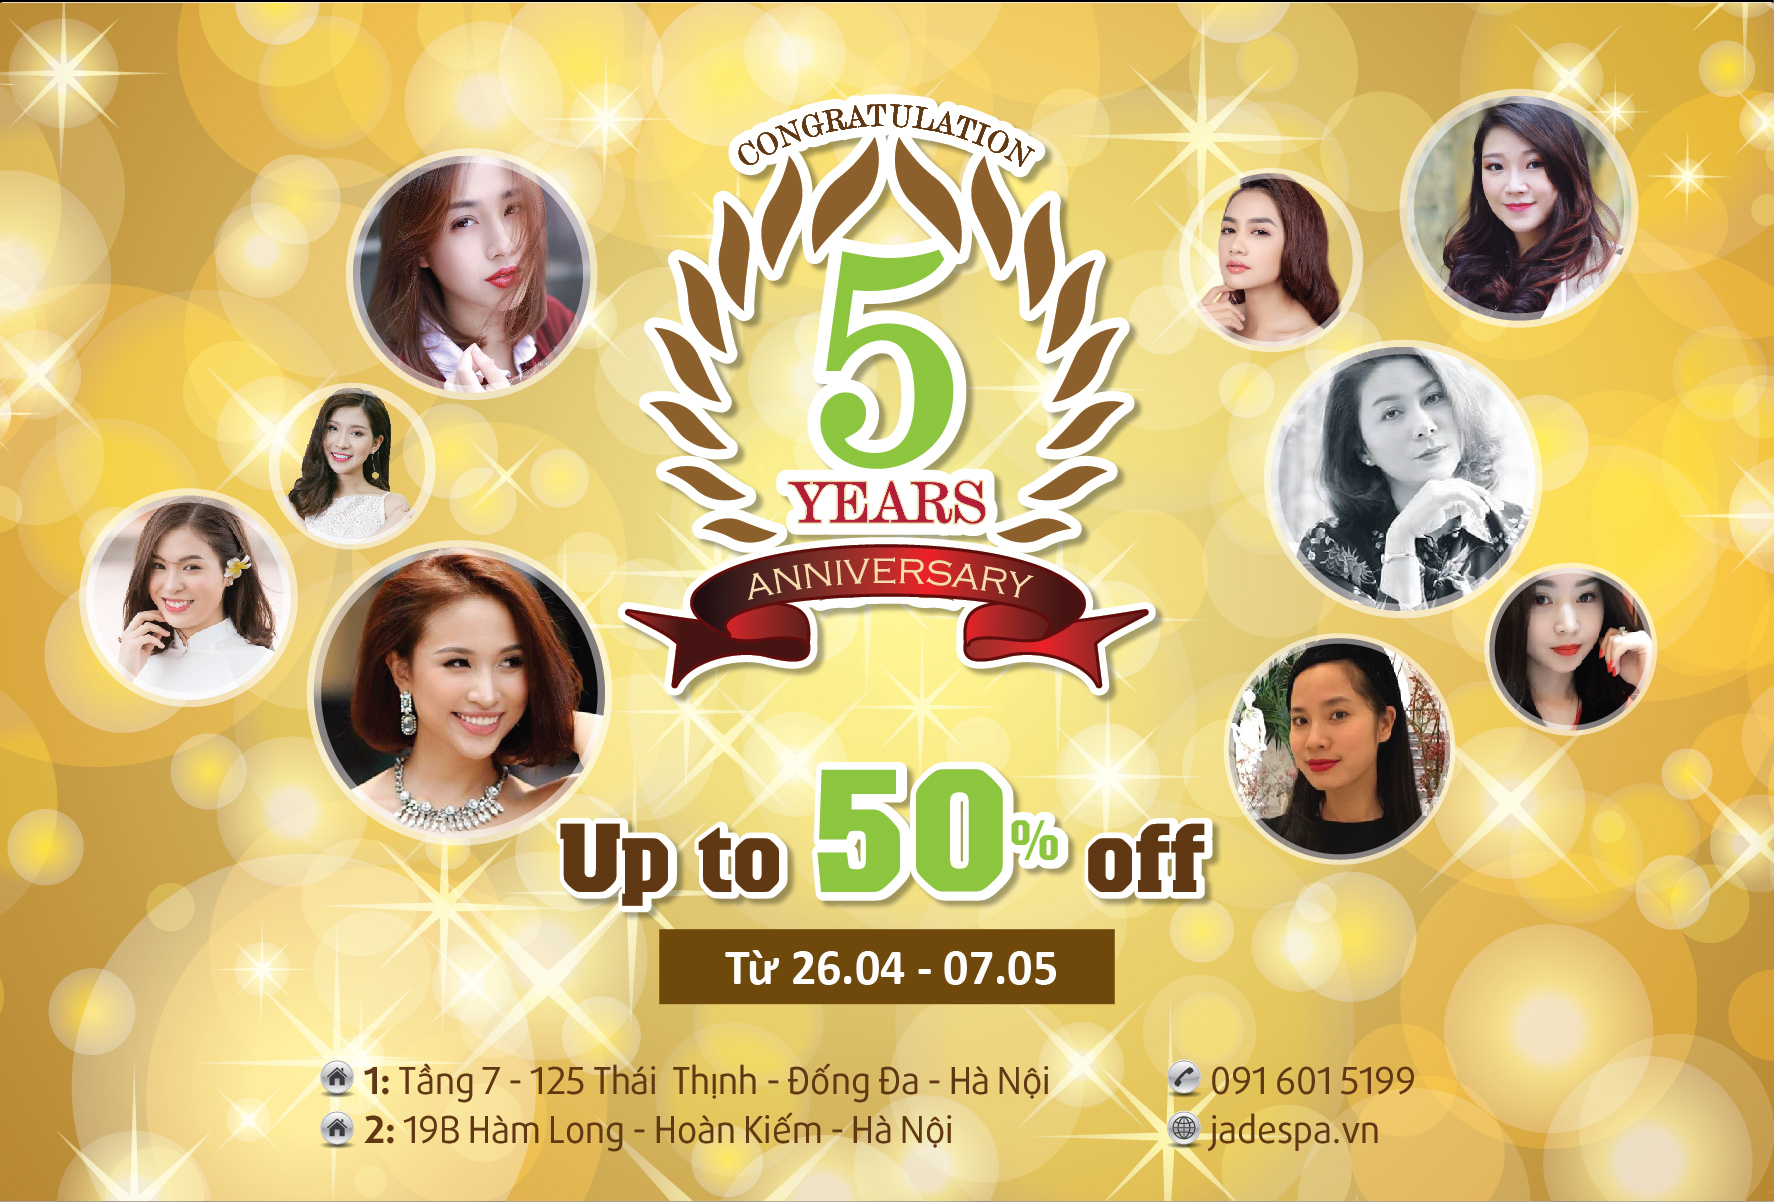 CONGRATULATION
5
YEARS
ANNIVERSARY
Up to 50% off
Từ 26.04 - 07.05
1: Tầng 7 - 125 Thái Thịnh - Đống Đa - Hà Nội
2: 19B Hàm Long - Hoàn Kiếm - Hà Nội
091 601 5199
jadespa.vn